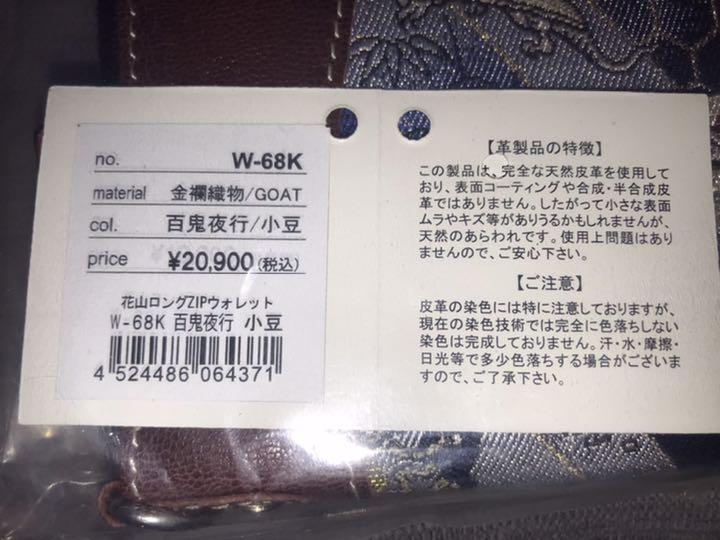 no. W-68K
material 金襴織物/GOAT
col. 百鬼夜行/小豆
price ¥20,900(税込)
花山ロングZIPウォレット
W-68K 百鬼夜行 小豆
4 524486 064371
【革製品の特徴】
この製品は、完全な天然皮革を使用して
おり、表面コーティングや合成・半合成皮
革ではありません。したがって小さな表面
ムラやキズ等がありうるかもしれませんが、
天然のあらわれです。使用上問題はありま
せんので、ご安心下さい。
【ご注意】
皮革の染色には特に注意しておりますが、
現在の染色技術では完全に色落ちしない
染色は完成しておりません。汗・水・摩擦・
日光等で多少色落ちする場合がございま
すので、ご了承下さい。